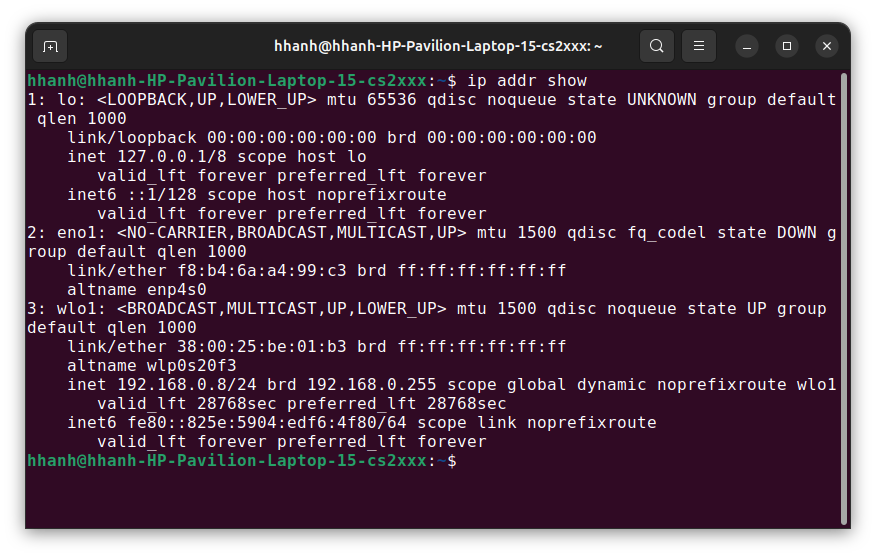 hhanh@hhanh-HP-Pavilion-Laptop-15-cs2xxx: ~
hhanh@hhanh-HP-Pavilion-Laptop-15-cs2xxx:~$ ip addr show
1: lo: <LOOPBACK,UP,LOWER_UP> mtu 65536 qdisc noqueue state UNKNOWN group default
 qlen 1000
    link/loopback 00:00:00:00:00:00 brd 00:00:00:00:00:00
    inet 127.0.0.1/8 scope host lo
       valid_lft forever preferred_lft forever
    inet6 ::1/128 scope host noprefixroute
       valid_lft forever preferred_lft forever
2: eno1: <NO-CARRIER,BROADCAST,MULTICAST,UP> mtu 1500 qdisc fq_codel state DOWN g
roup default qlen 1000
    link/ether f8:b4:6a:a4:99:c3 brd ff:ff:ff:ff:ff:ff
    altname enp4s0
3: wlo1: <BROADCAST,MULTICAST,UP,LOWER_UP> mtu 1500 qdisc noqueue state UP group
default qlen 1000
    link/ether 38:00:25:be:01:b3 brd ff:ff:ff:ff:ff:ff
    altname wlp0s20f3
    inet 192.168.0.8/24 brd 192.168.0.255 scope global dynamic noprefixroute wlo1
       valid_lft 28768sec preferred_lft 28768sec
    inet6 fe80::825e:5904:edf6:4f80/64 scope link noprefixroute
       valid_lft forever preferred_lft forever
hhanh@hhanh-HP-Pavilion-Laptop-15-cs2xxx:~$